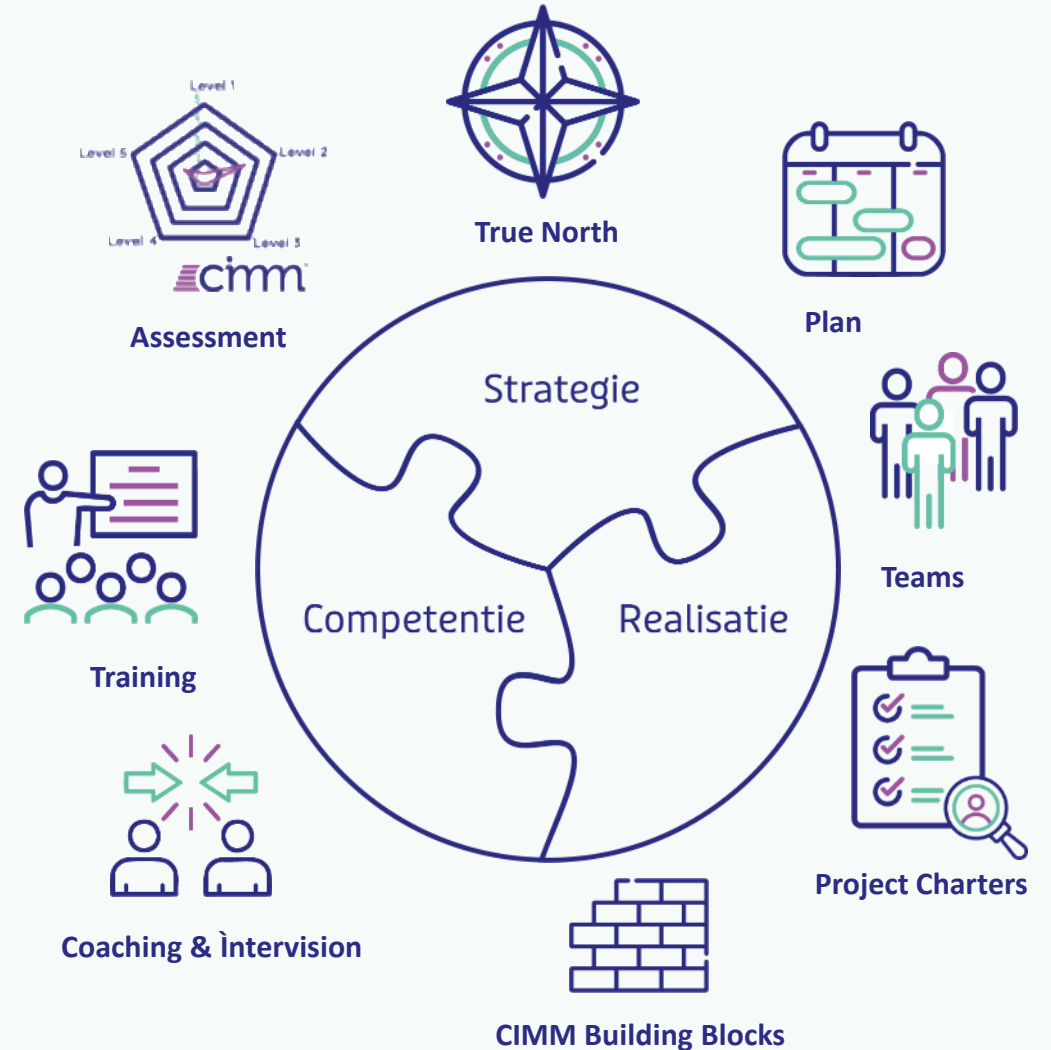 Level 1
Level 5
Level 2
Level 4
Level 3
cimm
Assessment
True North
Plan
Teams
Project Charters
CIMM Building Blocks
Coaching & Ìntervision
Training
Strategie
Competentie
Realisatie